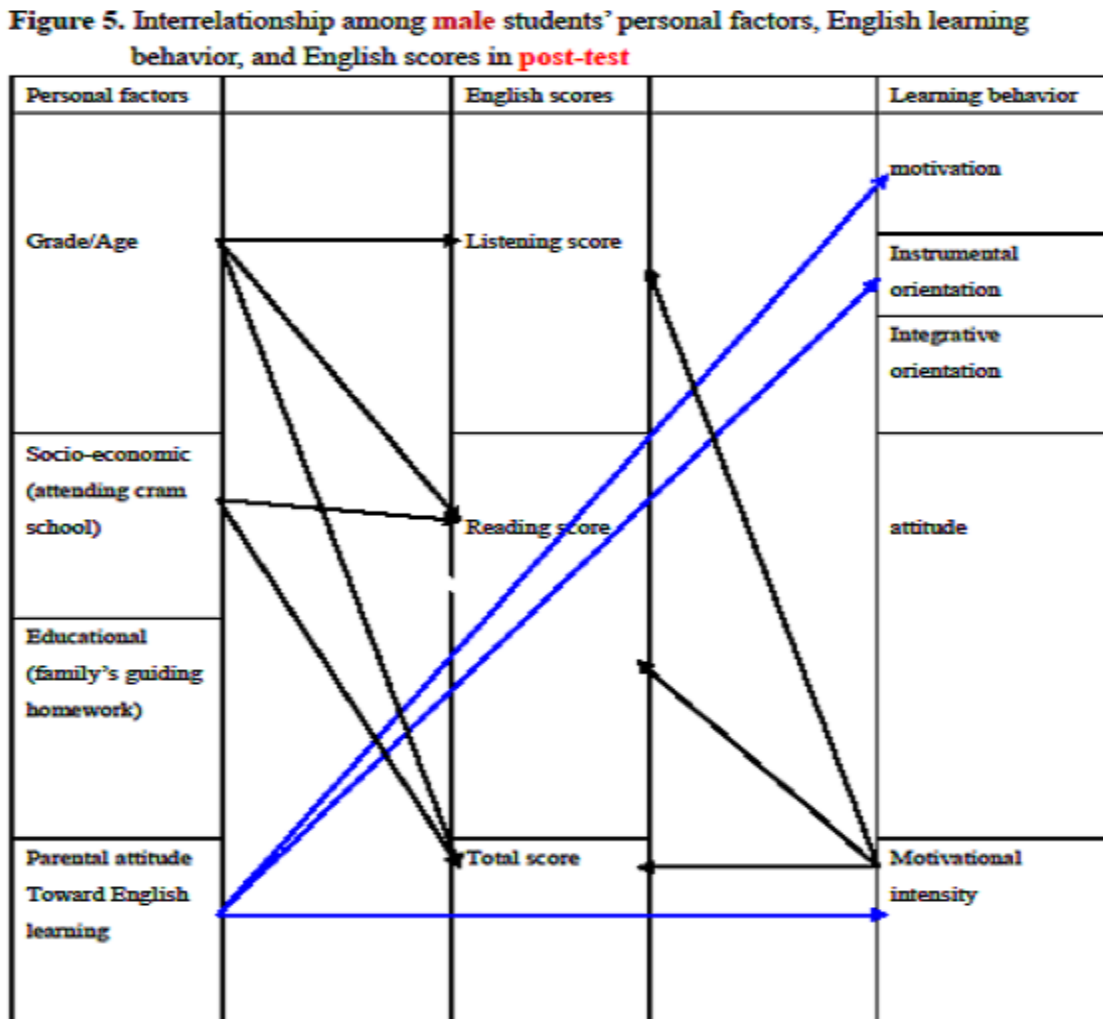 Figure 5. Interrelationship among male students’ personal factors, English learning
behavior, and English scores in post-test
Personal factors
English scores
Learning behavior
Grade/Age
Listening score
motivation
Instrumental
orientation
Integrative
orientation
Socio-economic
(attending cram
school)
Reading score
attitude
Educational
(family’s guiding
homework)
Parental attitude
Toward English
learning
Total score
Motivational
intensity